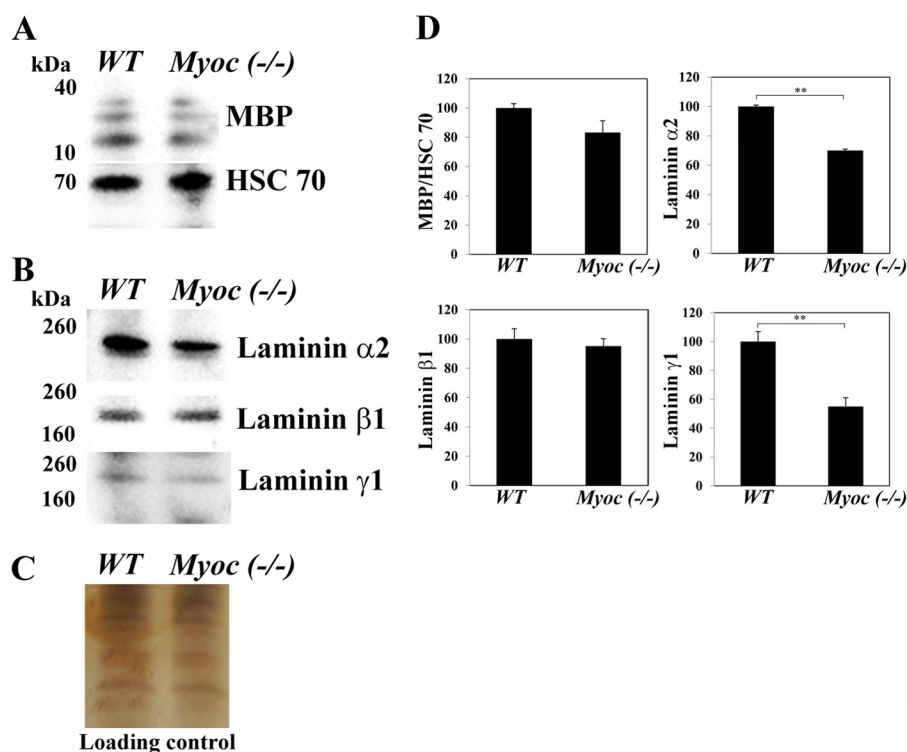 A
WT Myoc (-/-)
kDa
40
MBP
10
70
HSC 70
B
WT Myoc (-/-)
kDa
260
Laminin α2
260
Laminin β1
160
260
Laminin γ1
160
C
WT Myoc (-/-)
Loading control
D
MBP/HSC 70
120
100
80
60
40
20
0
WT Myoc (-/-)
Laminin α2
120
100
80
60
40
20
0
**
WT Myoc (-/-)
Laminin β1
120
100
80
60
40
20
0
WT Myoc (-/-)
Laminin γ1
120
100
80
60
40
20
0
**
WT Myoc (-/-)